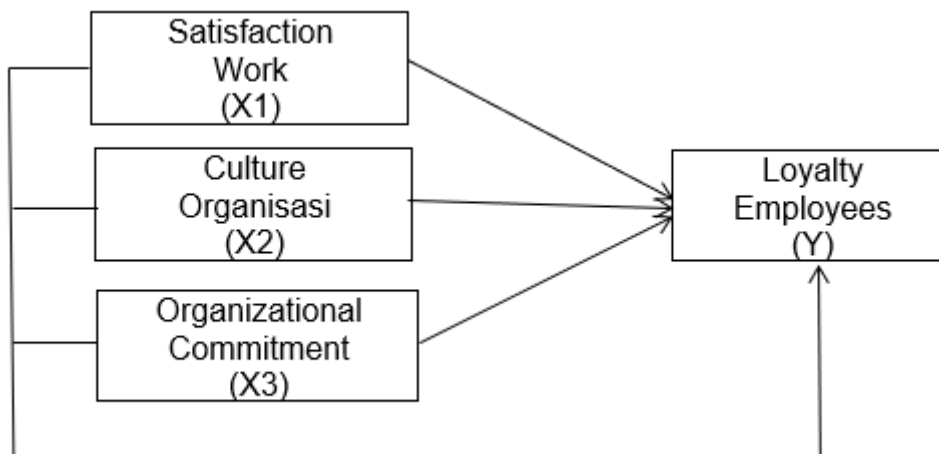 Satisfaction
Work
(X1)
Culture
Organisasi
(X2)
Organizational
Commitment
(X3)
Loyalty
Employees
(Y)